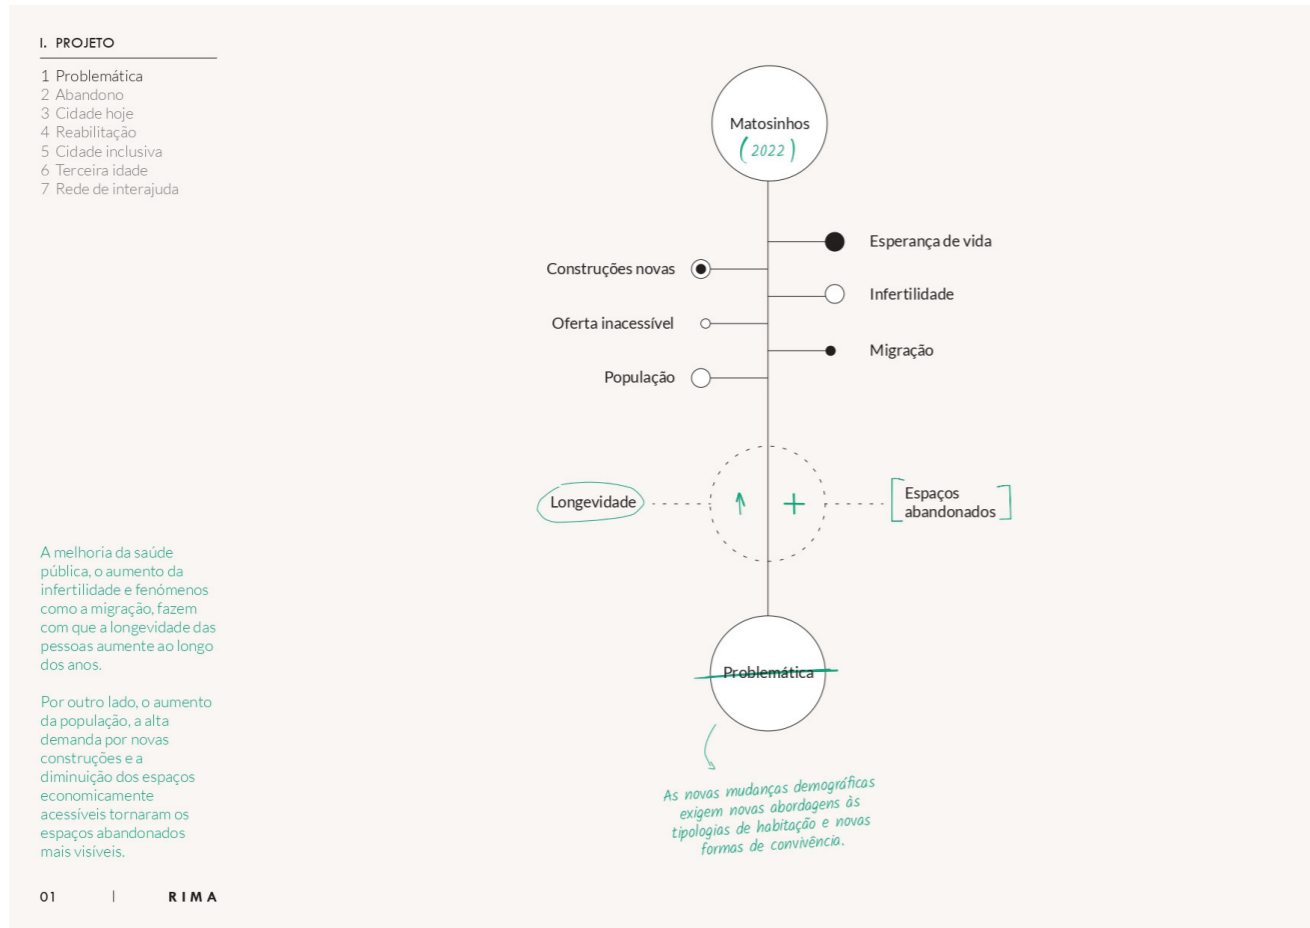 I. PROJETO
1 Problemática
2 Abandono
3 Cidade hoje
4 Reabilitação
5 Cidade inclusiva
6 Terceira idade
7 Rede de interajuda
A melhoria da saúde
pública, o aumento da
infertilidade e fenómenos
como a migração, fazem
com que a longevidade das
pessoas aumente ao longo
dos anos.
Por outro lado, o aumento
da população, a alta
demanda por novas
construções e a
diminuição dos espaços
economicamente
acessíveis tornaram os
espaços abandonados
mais visíveis.
01 | RIMA
Matosinhos
(2022)
Esperança de vida
Construções novas
Infertilidade
Oferta inacessível
Migração
População
Longevidade
Espaços
abandonados
Problemática
As novas mudanças demográficas
exigem novas abordagens às
tipologias de habitação e novas
formas de convivência.